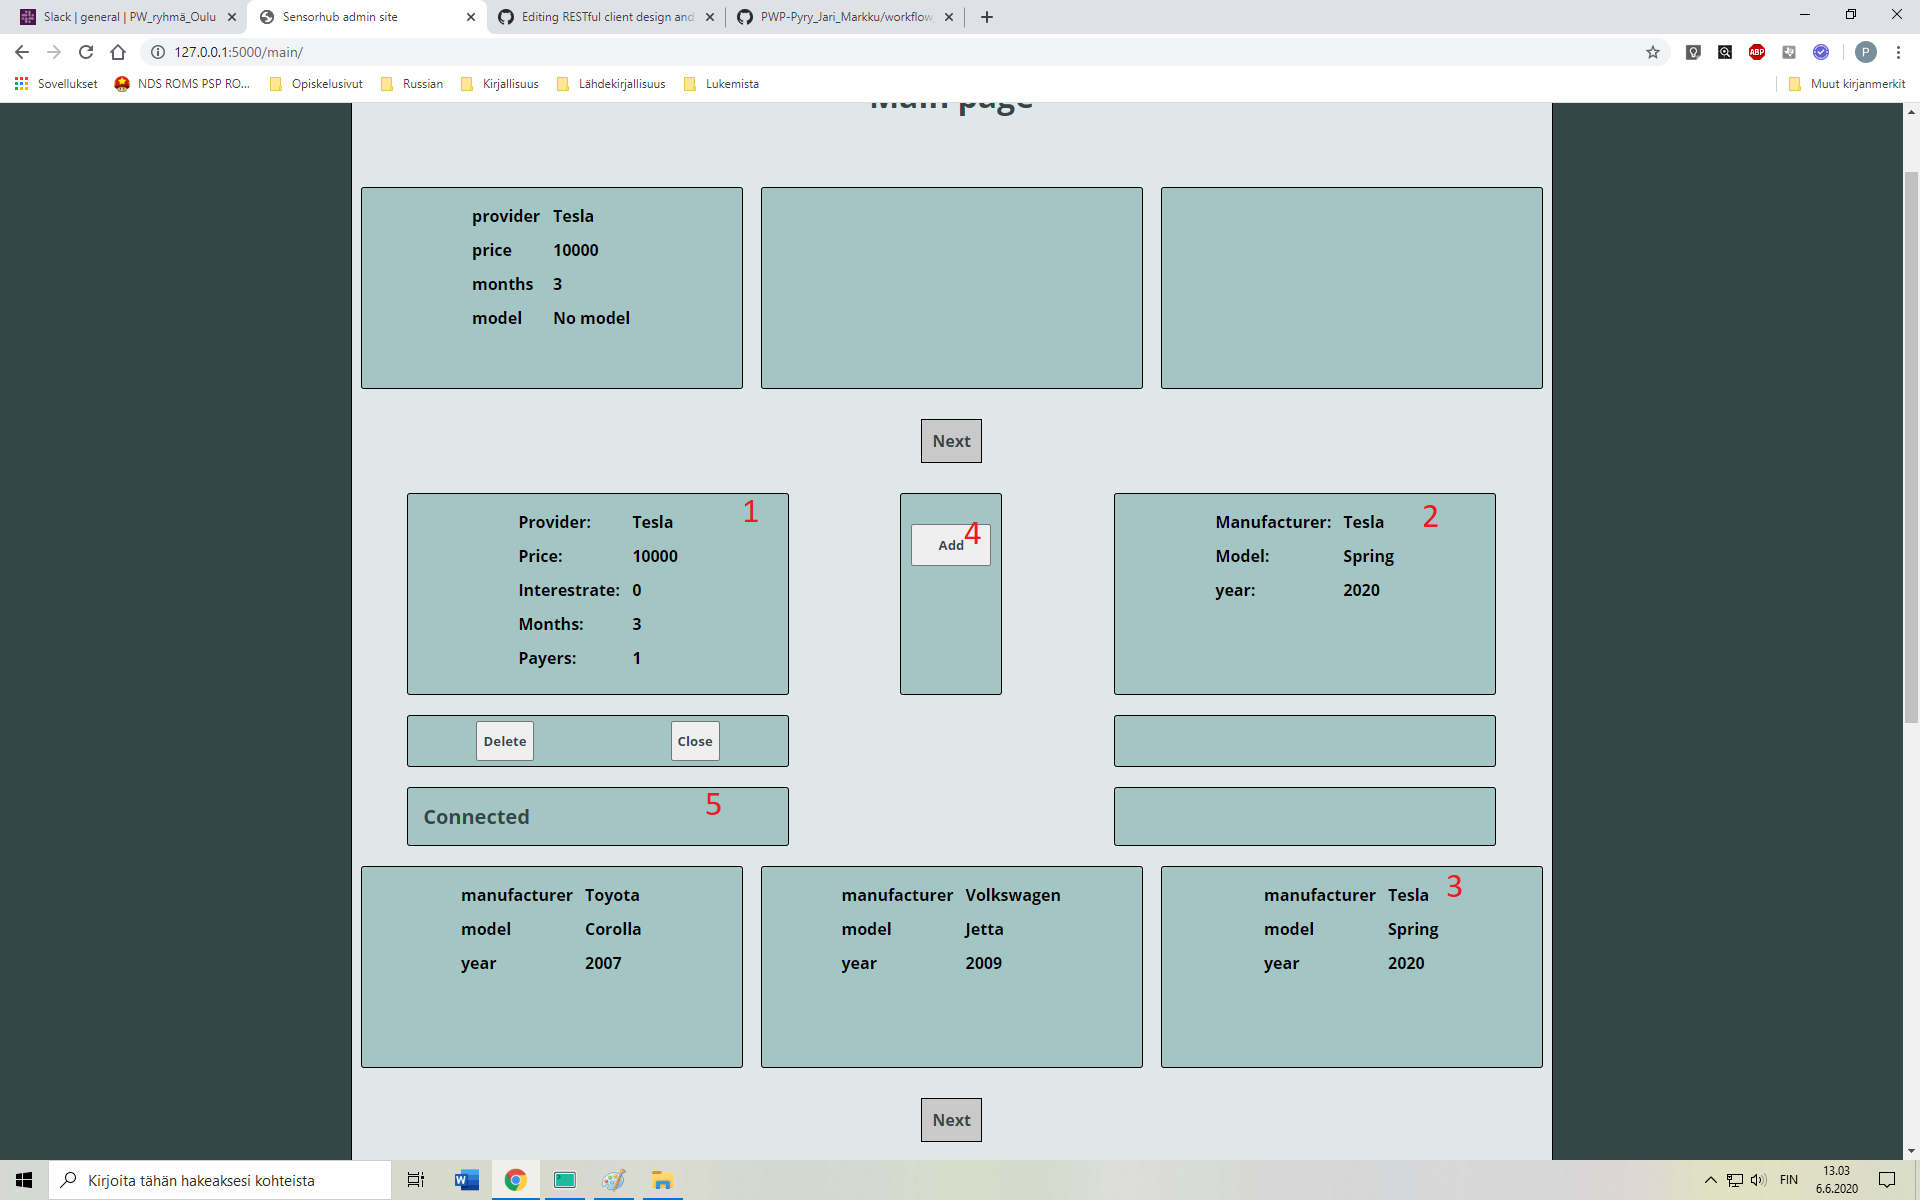 Slack | general | PW_ryhmä_Oulu
Sensorhub admin site
Editing RESTful client design and
PWP-Pyry_Jari_Markku/workflow_
127.0.0.1:5000/main/
ABP
P
Sovellukset
NDS ROMS PSP RO...
Opiskelusivut
Russian
Kirjallisuus
Lähdekirjallisuus
Lukemista
Muut kirjanmerkit
Main page
provider Tesla
price 10000
months 3
model No model
Next
Provider: Tesla 1
Price: 10000
Interestrate: 0
Months: 3
Payers: 1
Add 4
Manufacturer: Tesla 2
Model: Spring
year: 2020
Delete Close
Connected 5
manufacturer Toyota
model Corolla
year 2007
manufacturer Volkswagen
model Jetta
year 2009
manufacturer Tesla 3
model Spring
year 2020
Next
Kirjoita tähän hakeaksesi kohteista
FIN
13.03
6.6.2020